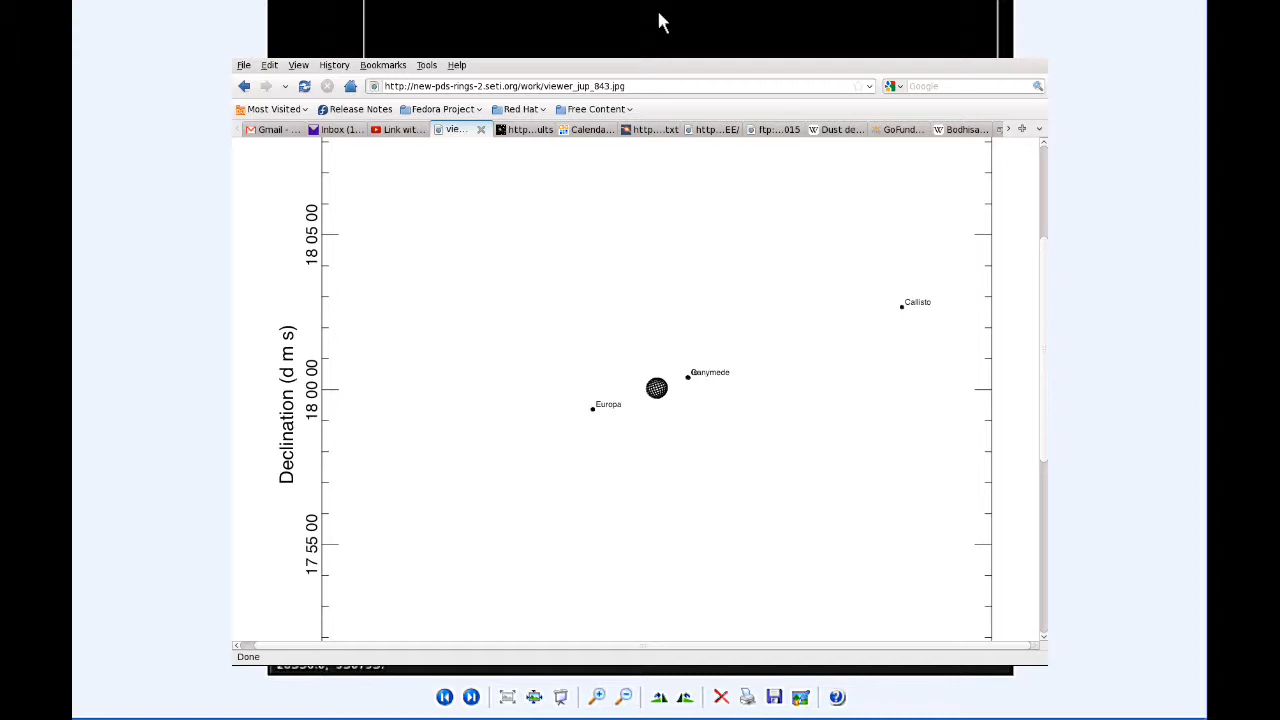 File Edit View History Bookmarks Tools Help
http://new-pds-rings-2.seti.org/work/viewer_jup_843.jpg
Google
Most Visited Release Notes Fedora Project Red Hat Free Content
Gmail - ... Inbox (1... Link wit... vie... http...ults Calenda... http....txt http...EE/ ftp:...015 Dust de... GoFund... Bodhisa...
18 05 00
Callisto
Declination (d m s)
18 00 00
Ganymede
Europa
17 55 00
Done